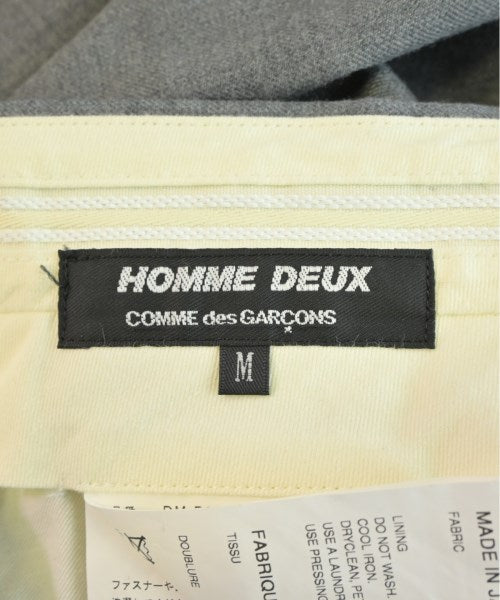 HOMME DEUX
COMME des GARÇONS
M
MADE IN
FABRIC
LINING
DO NOT WASH.
COOL IRON.
DRYCLEAN,
USE A
USE PRESSING
FABRIQU
TISSU
DOUBLURE
ファスナーや、